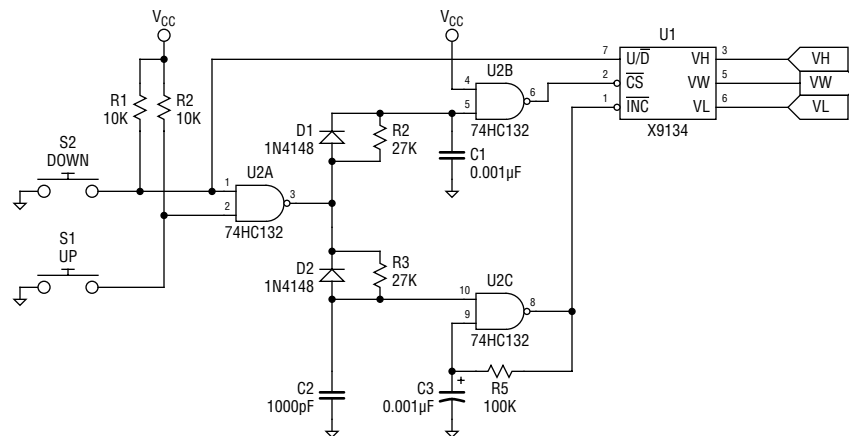 VCC
VCC
U1
7
U/D
VH
3
VH
U2B
4
6
2
CS
VW
5
VW
5
1
INC
VL
6
VL
R1
10K
R2
10K
D1
1N4148
R2
27K
74HC132
X9134
S2
DOWN
C1
0.001µF
U2A
1
3
2
74HC132
S1
UP
D2
1N4148
R3
27K
U2C
10
8
9
74HC132
C2
1000pF
C3
0.001µF
+
R5
100K